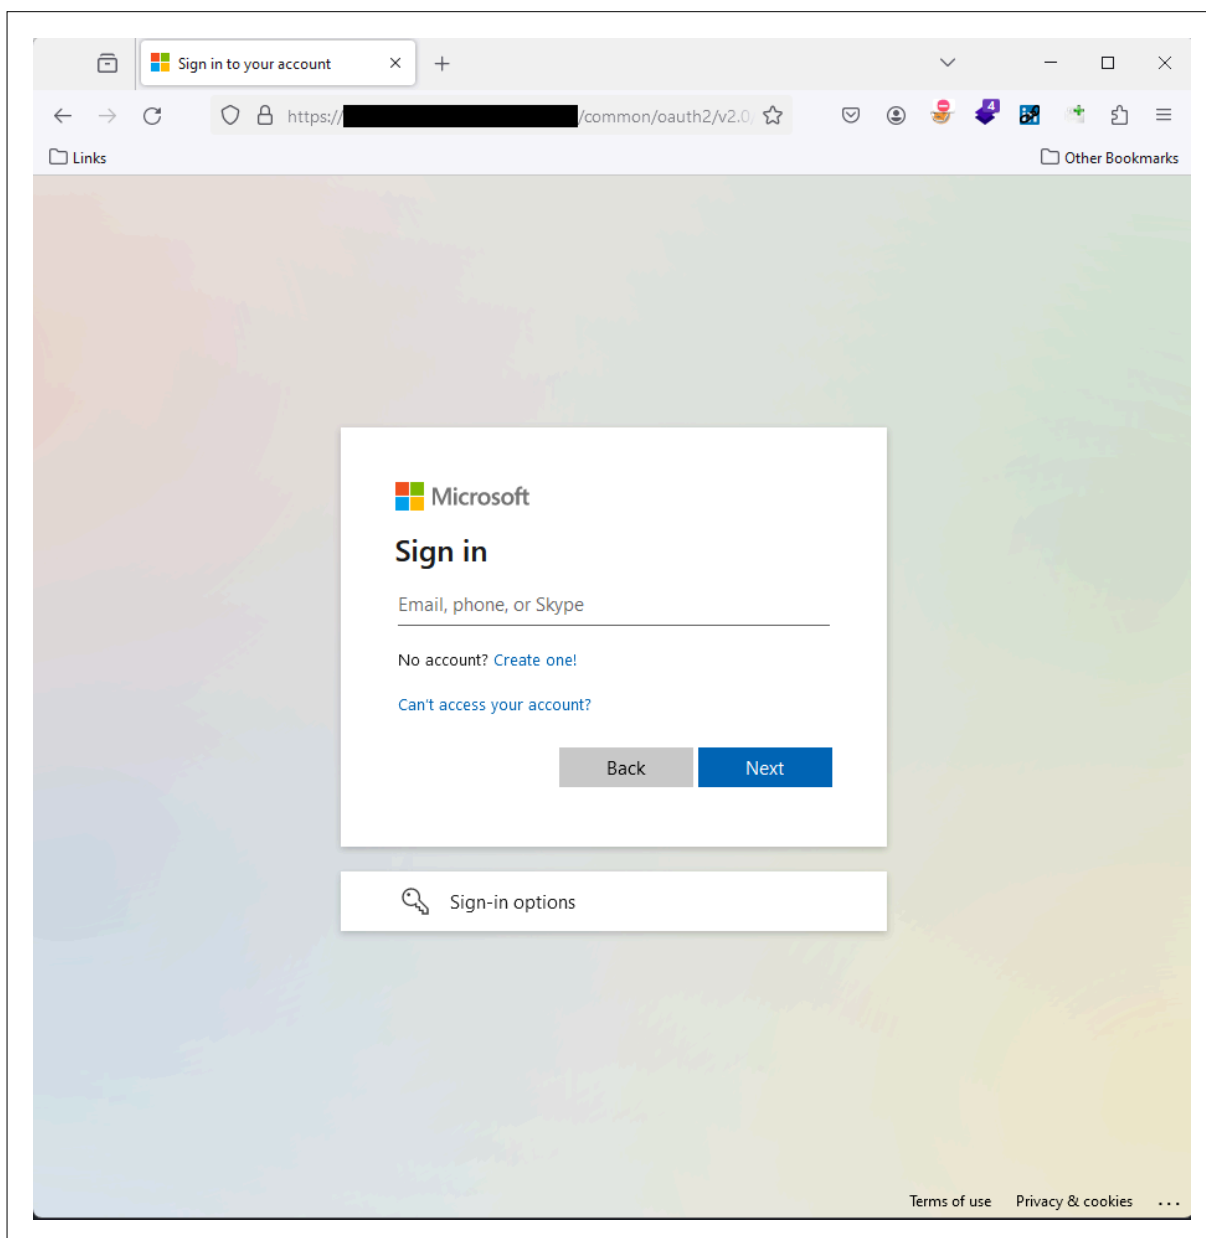 Sign in to your account
https://
/common/oauth2/v2.0/
4
Links
Other Bookmarks
Microsoft
Sign in
Email, phone, or Skype
No account? Create one!
Can't access your account?
Back Next
Sign-in options
Terms of use Privacy & cookies ...